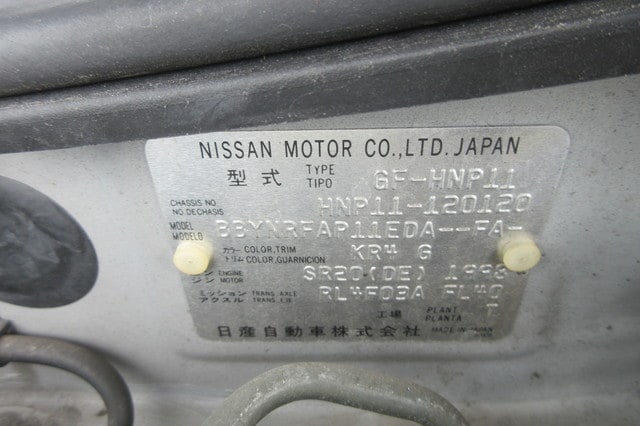 NISSAN MOTOR CO.,LTD. JAPAN
型式 TYPE TIPO GF-HNP11
CHASSIS NO NO DECHASIS HNP11-120120
MODEL MODELO BBYNRFAP11EDA--FA-
カラー COLOR,TRIM KR" G
トリム COLOR,GUARNICION
エンジン ENGINE MOTOR SR20(DE) 1998
ミッション TRANS. AXLE RL"F03A FL"0
アクスル TRANS. EJE
工場 PLANT PLANTA T
日産自動車株式会社 MADE IN JAPAN